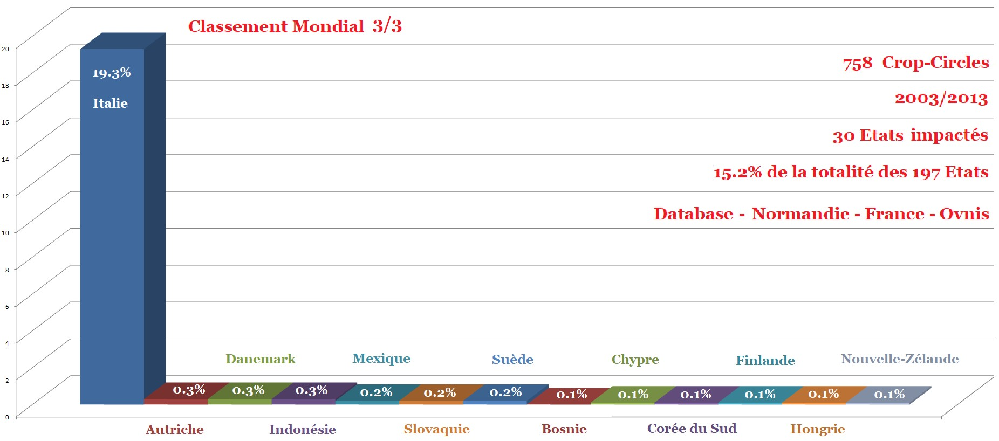 Classement Mondial 3/3
758 Crop-Circles
2003/2013
30 Etats impactés
15.2% de la totalité des 197 Etats
Database - Normandie - France - Ovnis
20
18
16
14
12
10
8
6
4
2
0
19.3%
Italie
Danemark
Mexique
Suède
Chypre
Finlande
Nouvelle-Zélande
0.3%
0.3%
0.3%
0.2%
0.2%
0.2%
0.1%
0.1%
0.1%
0.1%
0.1%
0.1%
Autriche
Indonésie
Slovaquie
Bosnie
Corée du Sud
Hongrie